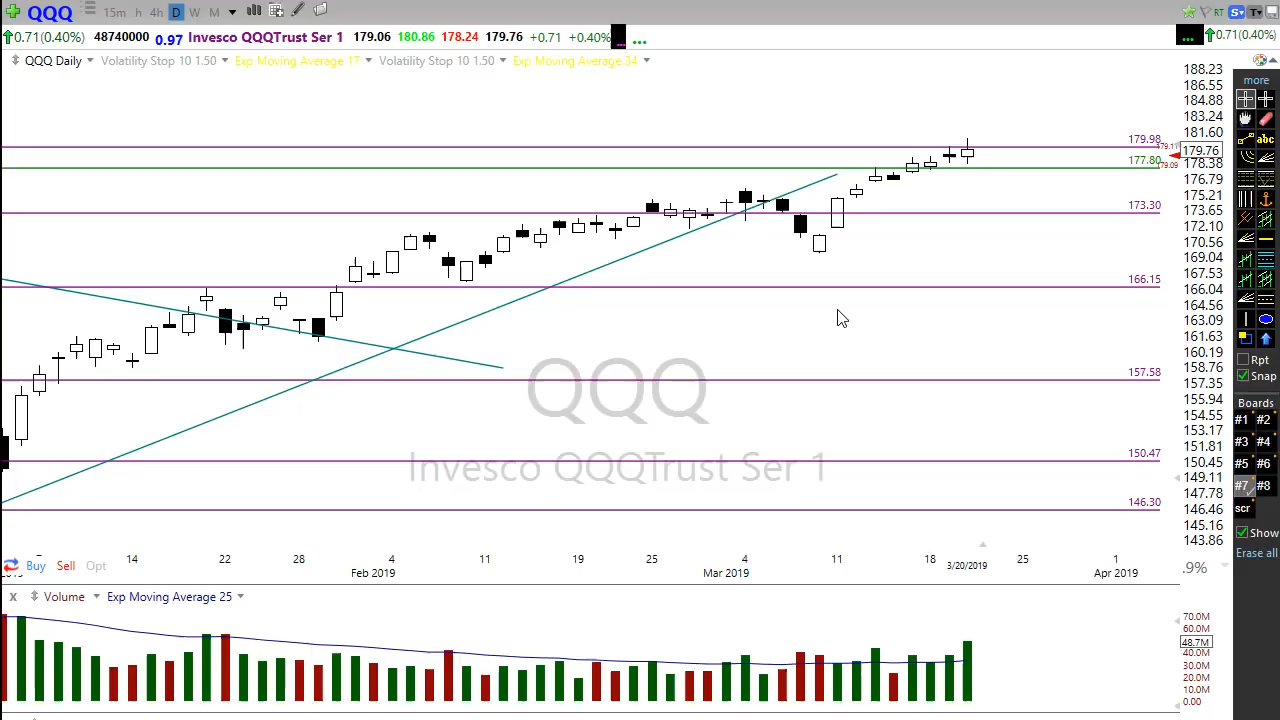 QQQ 15m h 4h D W M RT S T
0.71(0.40%) 48740000 0.97 Invesco QQQTrust Ser 1 179.06 180.86 178.24 179.76 +0.71 +0.40% ... ... 0.71(0.40%)
QQQ Daily Volatility Stop 10 1.50 Exp Moving Average 17 Volatility Stop 10 1.50 Exp Moving Average 34
188.23
186.55
184.88
183.24
181.60
179.76
178.38
176.79
175.21
173.65
172.10
170.56
169.04
167.53
166.04
164.56
163.09
161.63
160.19
158.76
157.35
155.94
154.55
153.17
151.81
150.45
149.11
147.78
146.46
145.16
143.86
179.98
179.11
177.80
179.09
173.30
166.15
157.58
150.47
146.30
QQQ
Invesco QQQTrust Ser 1
more
abc
Rpt
Snap
Boards
#1 #2
#3 #4
#5 #6
#7 #8
scr
Show
Erase all
14 22 28 4 11 19 25 4 11 18 25 1
Buy Sell Opt
Feb 2019 Mar 2019 3/20/2019 Apr 2019
.9%
x Volume Exp Moving Average 25
70.0M
60.0M
48.7M
40.0M
30.0M
20.0M
10.0M
0.00